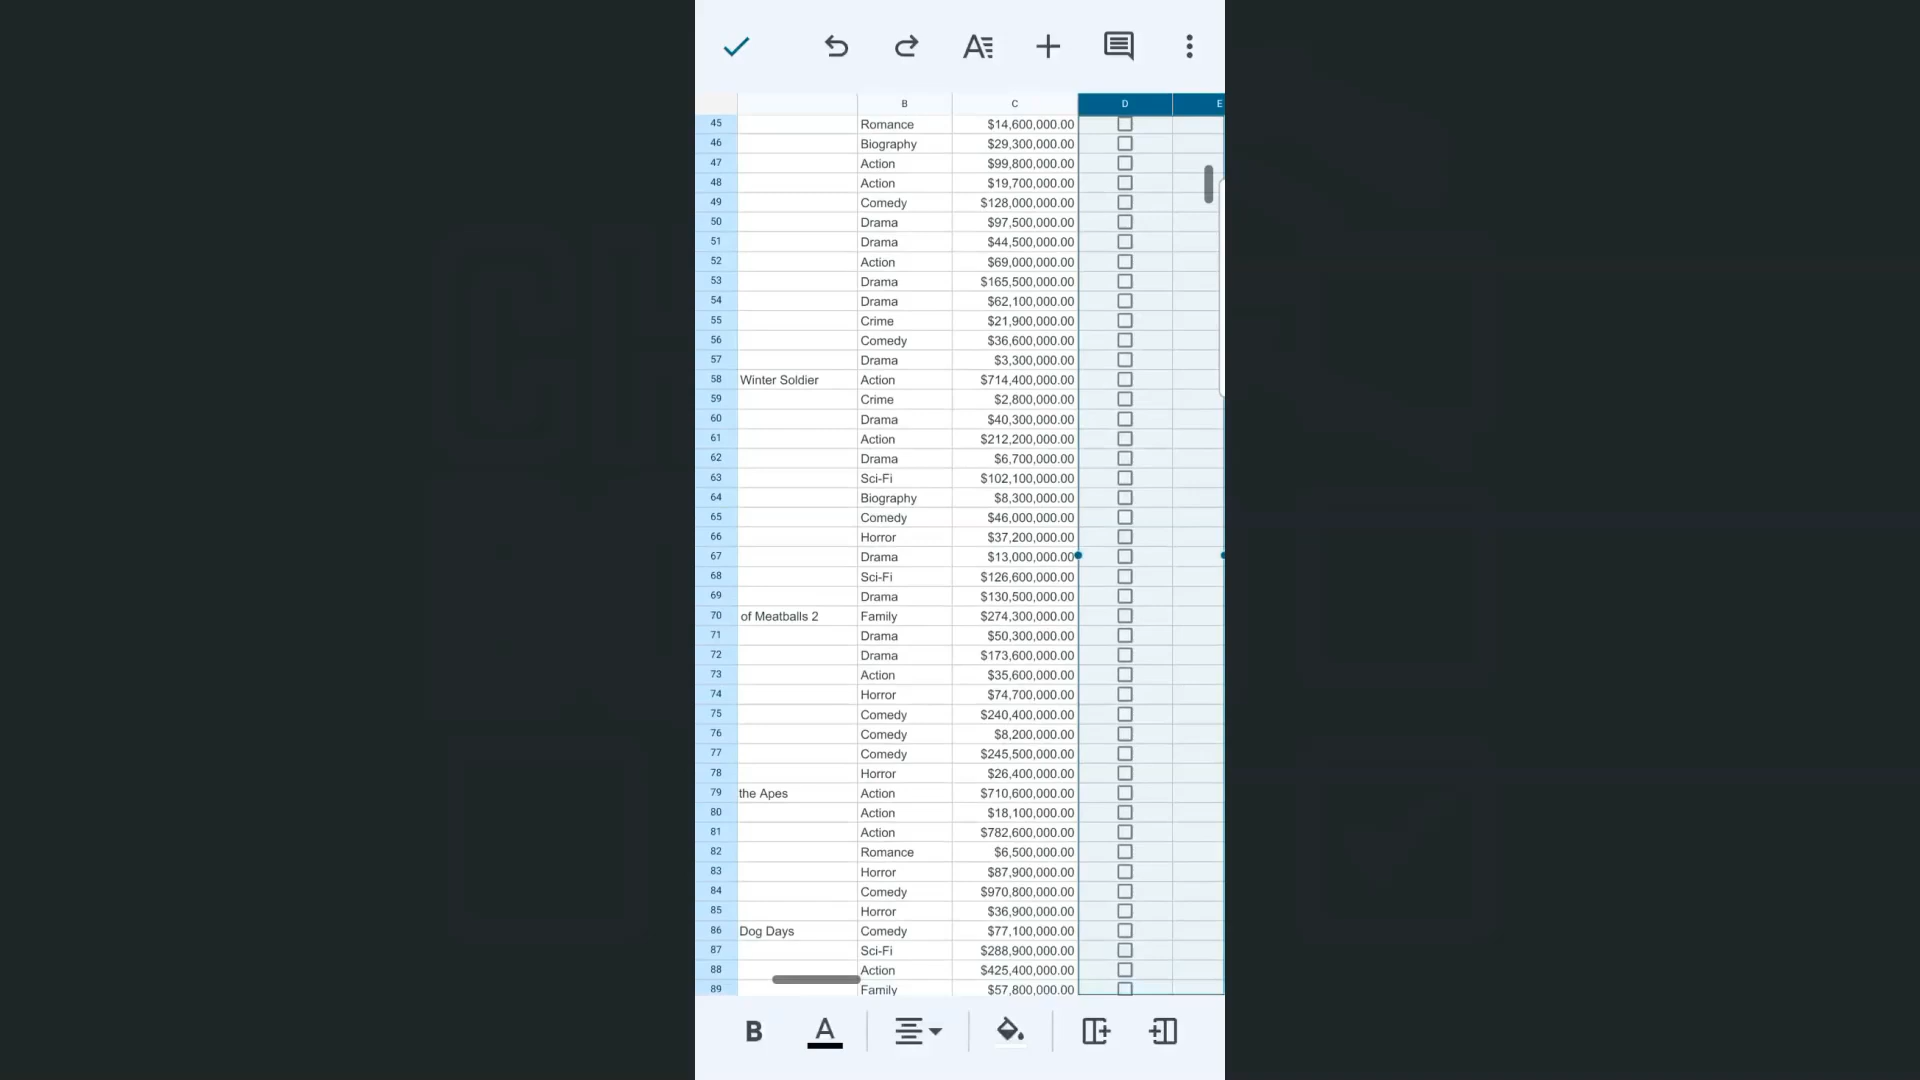 B C D E
45 Romance $14,600,000.00
46 Biography $29,300,000.00
47 Action $99,800,000.00
48 Action $19,700,000.00
49 Comedy $128,000,000.00
50 Drama $97,500,000.00
51 Drama $44,500,000.00
52 Action $69,000,000.00
53 Drama $165,500,000.00
54 Drama $62,100,000.00
55 Crime $21,900,000.00
56 Comedy $36,600,000.00
57 Drama $3,300,000.00
58 Winter Soldier Action $714,400,000.00
59 Crime $2,800,000.00
60 Drama $40,300,000.00
61 Action $212,200,000.00
62 Drama $6,700,000.00
63 Sci-Fi $102,100,000.00
64 Biography $8,300,000.00
65 Comedy $46,000,000.00
66 Horror $37,200,000.00
67 Drama $13,000,000.00
68 Sci-Fi $126,600,000.00
69 Drama $130,500,000.00
70 of Meatballs 2 Family $274,300,000.00
71 Drama $50,300,000.00
72 Drama $173,600,000.00
73 Action $35,600,000.00
74 Horror $74,700,000.00
75 Comedy $240,400,000.00
76 Comedy $8,200,000.00
77 Comedy $245,500,000.00
78 Horror $26,400,000.00
79 the Apes Action $710,600,000.00
80 Action $18,100,000.00
81 Action $782,600,000.00
82 Romance $6,500,000.00
83 Horror $87,900,000.00
84 Comedy $970,800,000.00
85 Horror $36,900,000.00
86 Dog Days Comedy $77,100,000.00
87 Sci-Fi $288,900,000.00
88 Action $425,400,000.00
89 Family $57,800,000.00
B A